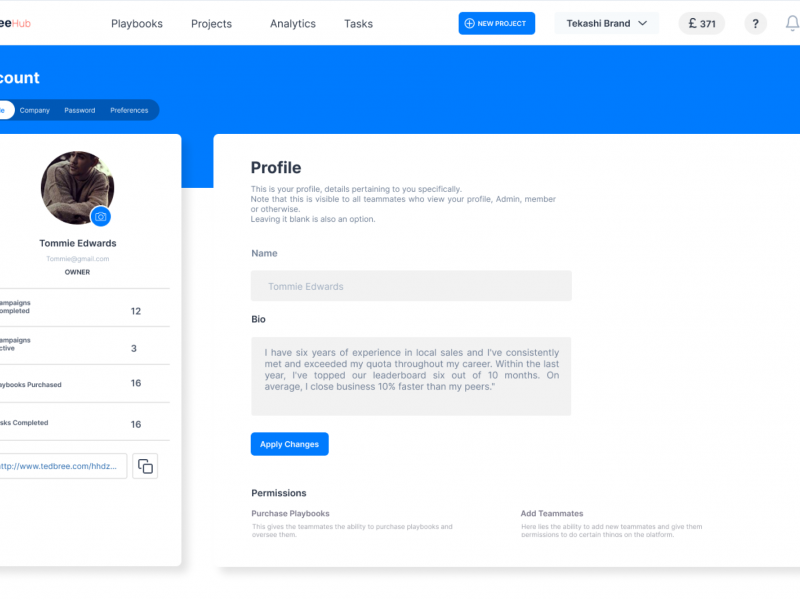 eeHub
Playbooks
Projects
Analytics
Tasks
NEW PROJECT
Tekashi Brand
£ 371
?
count
Company
Password
Preferences
Tommie Edwards
Tommie@gmail.com
OWNER
ampaigns
ompleted
12
ampaigns
ctive
3
aybooks Purchased
16
sks Completed
16
ttp://www.tedbree.com/hhdz...
Profile
This is your profile, details pertaining to you specifically.
Note that this is visible to all teammates who view your profile, Admin, member
or otherwise.
Leaving it blank is also an option.
Name
Tommie Edwards
Bio
I have six years of experience in local sales and I've consistently
met and exceeded my quota throughout my career. Within the last
year, I've topped our leaderboard six out of 10 months. On
average, I close business 10% faster than my peers."
Apply Changes
Permissions
Purchase Playbooks
This gives the teammates the ability to purchase playbooks and
oversee them.
Add Teammates
Here lies the ability to add new teammates and give them
permissions to do certain things on the platform.